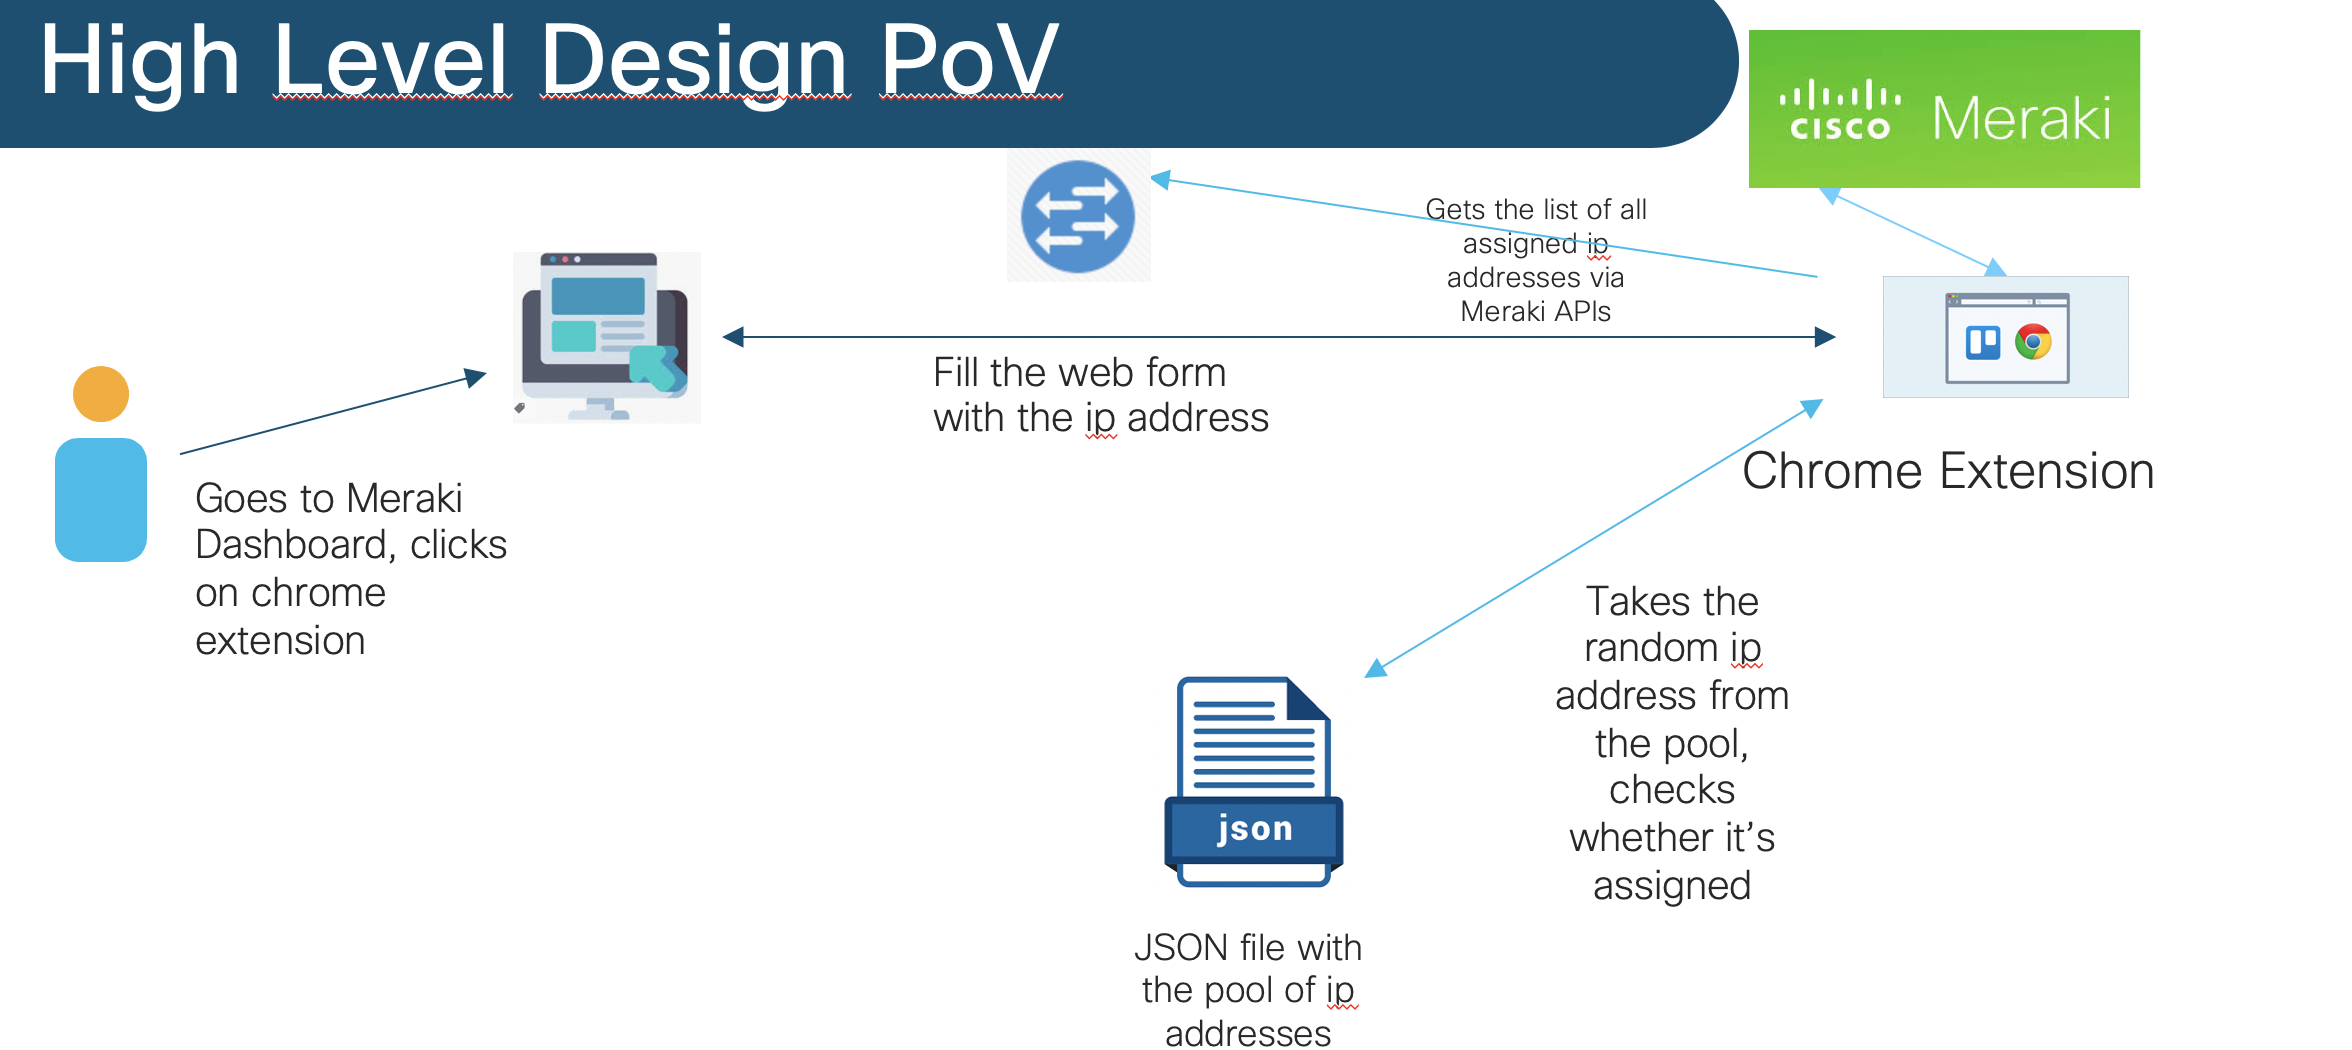 High Level Design PoV
cisco Meraki
Gets the list of all
assigned ip
addresses via
Meraki APIs
Fill the web form
with the ip address
Chrome Extension
Goes to Meraki
Dashboard, clicks
on chrome
extension
Takes the
random ip
address from
the pool,
checks
whether it’s
assigned
json
JSON file with
the pool of ip
addresses